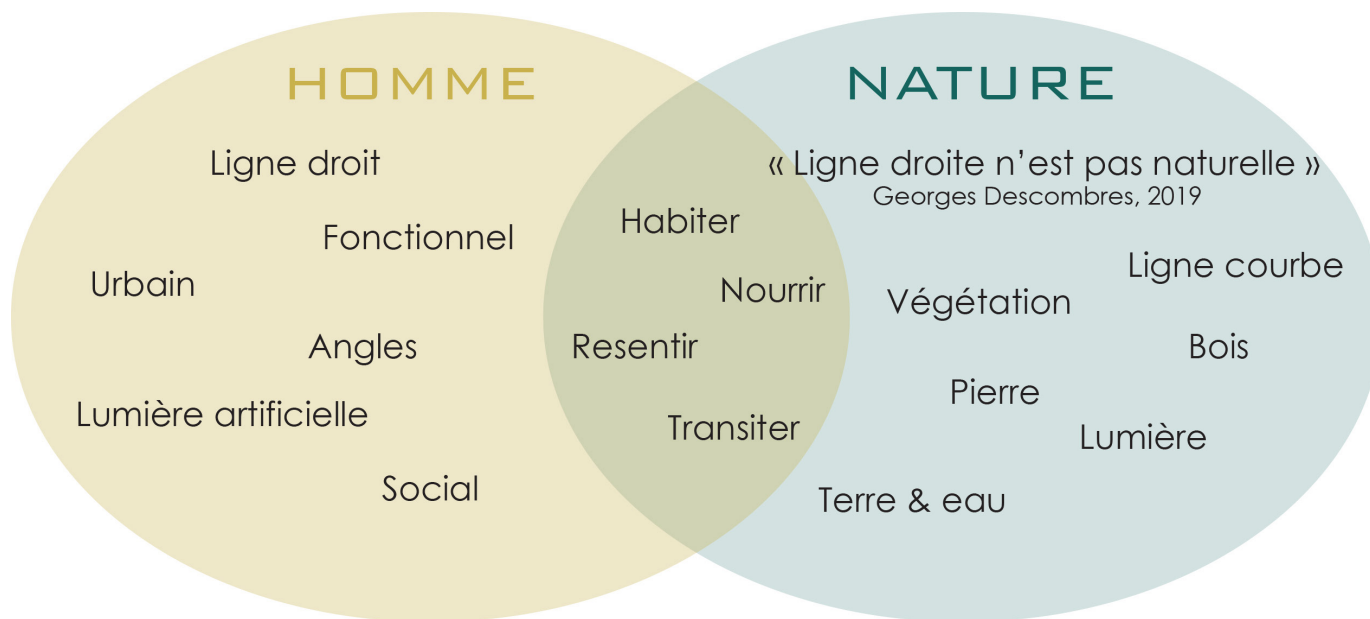 HOMME
NATURE
Ligne droit
« Ligne droite n’est pas naturelle »
Georges Descombres, 2019
Habiter
Fonctionnel
Ligne courbe
Urbain
Nourrir
Végétation
Angles
Resentir
Bois
Pierre
Lumière artificielle
Transiter
Lumière
Social
Terre & eau